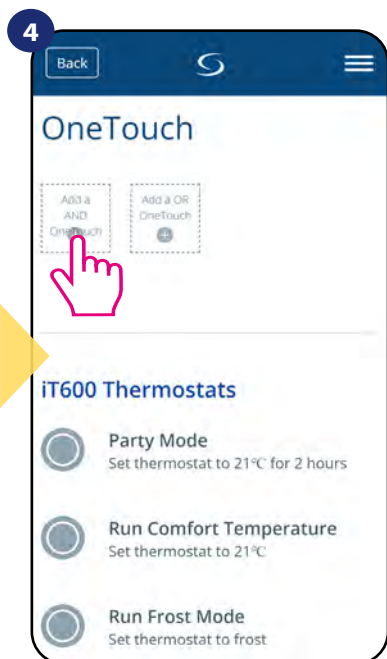 4
Back
OneTouch
Add a
AND
OneTouch
Add a OR
OneTouch
iT600 Thermostats
Party Mode
Set thermostat to 21°C for 2 hours
Run Comfort Temperature
Set thermostat to 21°C
Run Frost Mode
Set thermostat to frost